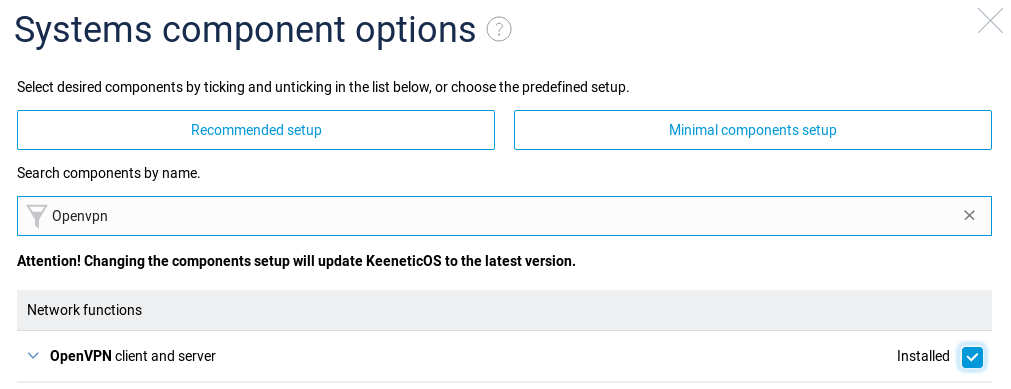 Systems component options ?
Select desired components by ticking and unticking in the list below, or choose the predefined setup.
Recommended setup
Minimal components setup
Search components by name.
Openvpn
Attention! Changing the components setup will update KeeneticOS to the latest version.
Network functions
OpenVPN client and server Installed